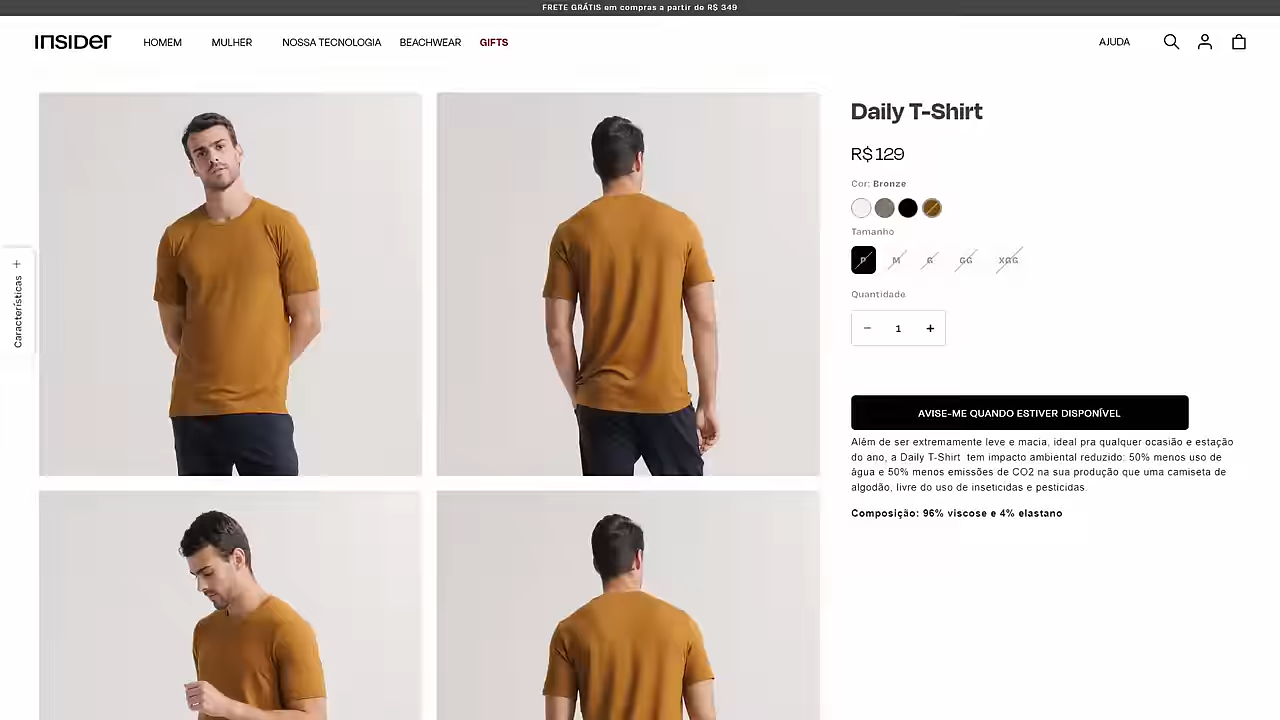 FRETE GRÁTIS em compras a partir de R$ 349
INSIDER
HOMEM MULHER NOSSA TECNOLOGIA BEACHWEAR GIFTS
AJUDA
Características +
Daily T-Shirt
R$ 129
Cor: Bronze
Tamanho
P M G GG XGG
Quantidade
− 1 +
AVISE-ME QUANDO ESTIVER DISPONÍVEL
Além de ser extremamente leve e macia, ideal pra qualquer ocasião e estação
do ano, a Daily T-Shirt tem impacto ambiental reduzido: 50% menos uso de
água e 50% menos emissões de CO2 na sua produção que uma camiseta de
algodão, livre do uso de inseticidas e pesticidas.
Composição: 96% viscose e 4% elastano